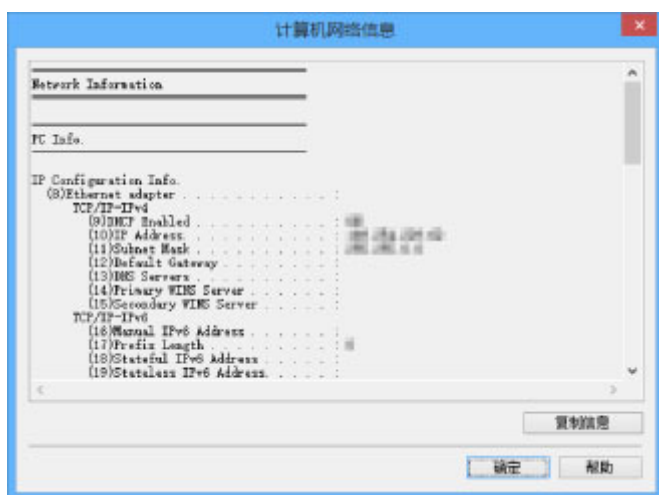 计算机网络信息
Network Information
PC Info.
IP Configuration Info.
(8)Ethernet adapter . . . . . . . . . . . . . :
TCP/IP-IPv4
(9)DHCP Enabled . . . . . . . . . . :
(10)IP Address. . . . . . . . . . . :
(11)Subnet Mask . . . . . . . . . . :
(12)Default Gateway . . . . . . . . :
(13)DNS Servers . . . . . . . . . . :
(14)Primary WINS Server . . . . . . :
(15)Secondary WINS Server . . . . . :
TCP/IP-IPv6
(16)Manual IPv6 Address . . . . . . :
(17)Prefix Length . . . . . . . . . :
(18)Stateful IPv6 Address . . . . . :
(19)Stateless IPv6 Address. . . . . :
复制信息
确定 帮助